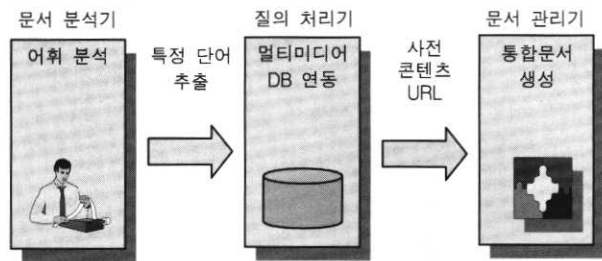 문서 분석기
어휘 분석
특정 단어
추출
질의 처리기
멀티미디어
DB 연동
사전
콘텐츠
URL
문서 관리기
통합문서
생성